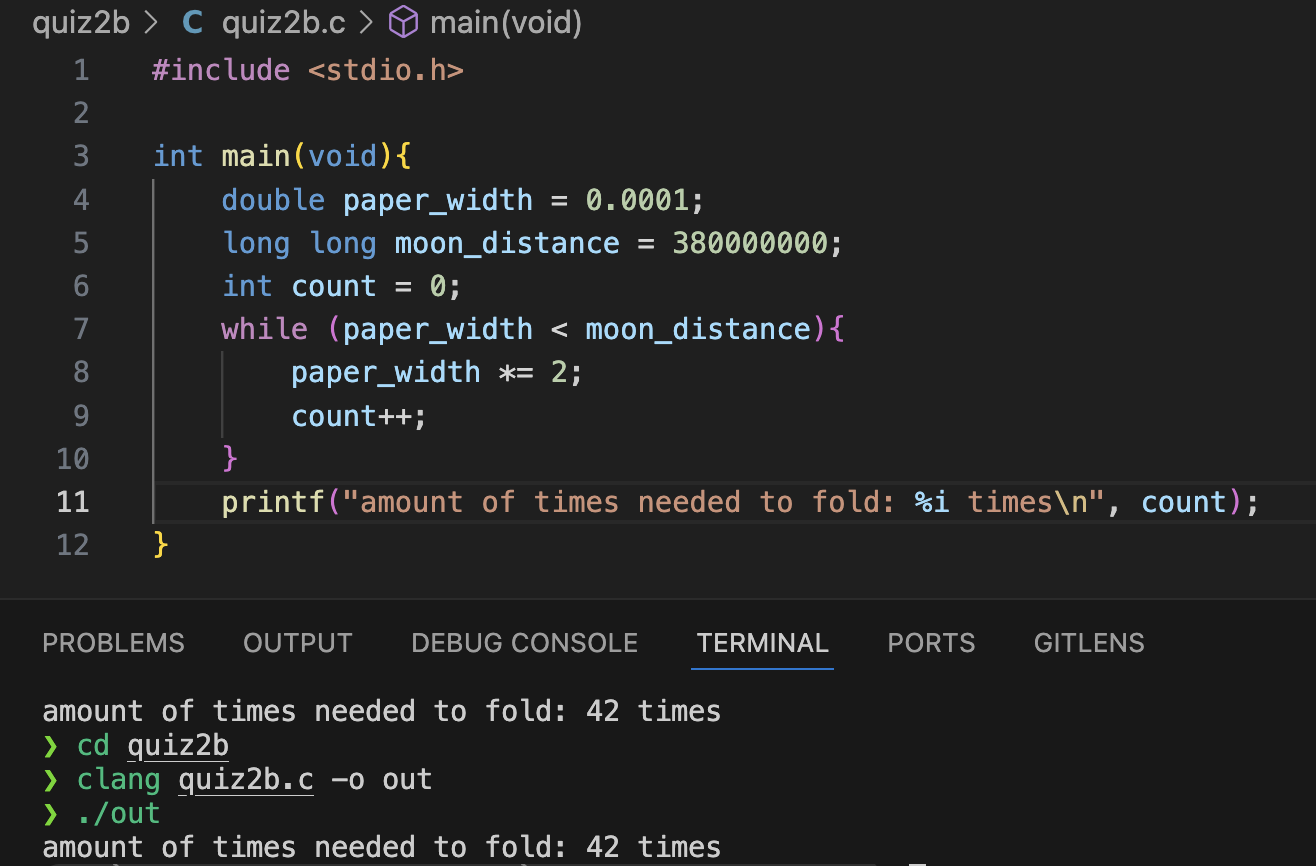 quiz2b > C quiz2b.c > main(void)
1 #include <stdio.h>
2
3 int main(void){
4     double paper_width = 0.0001;
5     long long moon_distance = 380000000;
6     int count = 0;
7     while (paper_width < moon_distance){
8         paper_width *= 2;
9         count++;
10     }
11     printf("amount of times needed to fold: %i times\n", count);
12 }
PROBLEMS OUTPUT DEBUG CONSOLE TERMINAL PORTS GITLENS
amount of times needed to fold: 42 times
❯ cd quiz2b
❯ clang quiz2b.c -o out
❯ ./out
amount of times needed to fold: 42 times